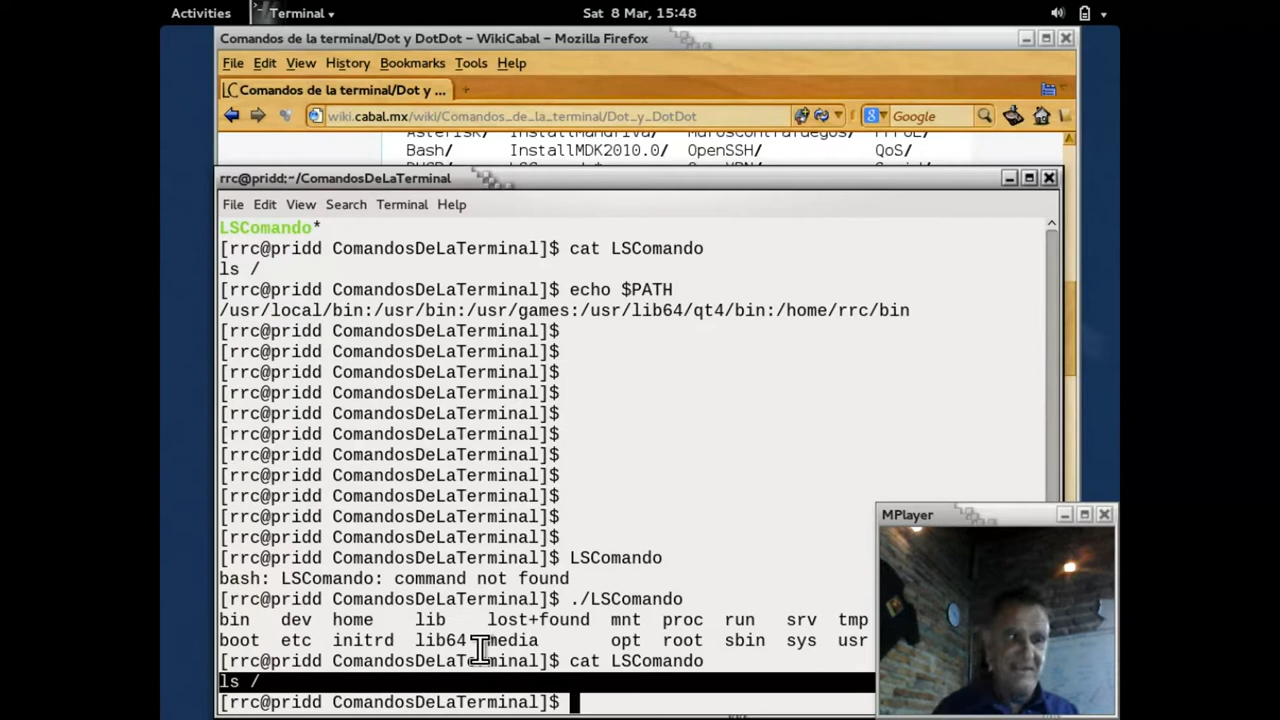 Activities Terminal Sat 8 Mar, 15:48
Comandos de la terminal/Dot y DotDot – WikiCabal – Mozilla Firefox
File Edit View History Bookmarks Tools Help
Comandos de la terminal/Dot y ...
wiki.cabal.mx/wiki/Comandos_de_la_terminal/Dot_y_DotDot Google
Asterisk/ InstallMandriva/ MurosContraFuegos/
Bash/ InstallMDK2010.0/ OpenSSH/ QoS/
rrc@pridd:~/ComandosDeLaTerminal
File Edit View Search Terminal Help
LSComando*
[rrc@pridd ComandosDeLaTerminal]$ cat LSComando
ls /
[rrc@pridd ComandosDeLaTerminal]$ echo $PATH
/usr/local/bin:/usr/bin:/usr/games:/usr/lib64/qt4/bin:/home/rrc/bin
[rrc@pridd ComandosDeLaTerminal]$
[rrc@pridd ComandosDeLaTerminal]$
[rrc@pridd ComandosDeLaTerminal]$
[rrc@pridd ComandosDeLaTerminal]$
[rrc@pridd ComandosDeLaTerminal]$
[rrc@pridd ComandosDeLaTerminal]$
[rrc@pridd ComandosDeLaTerminal]$
[rrc@pridd ComandosDeLaTerminal]$
[rrc@pridd ComandosDeLaTerminal]$
[rrc@pridd ComandosDeLaTerminal]$
[rrc@pridd ComandosDeLaTerminal]$
[rrc@pridd ComandosDeLaTerminal]$ LSComando
bash: LSComando: command not found
[rrc@pridd ComandosDeLaTerminal]$ ./LSComando
bin dev home lib lost+found mnt proc run srv tmp
boot etc initrd lib64 media opt root sbin sys usr
[rrc@pridd ComandosDeLaTerminal]$ cat LSComando
ls /
[rrc@pridd ComandosDeLaTerminal]$
MPlayer